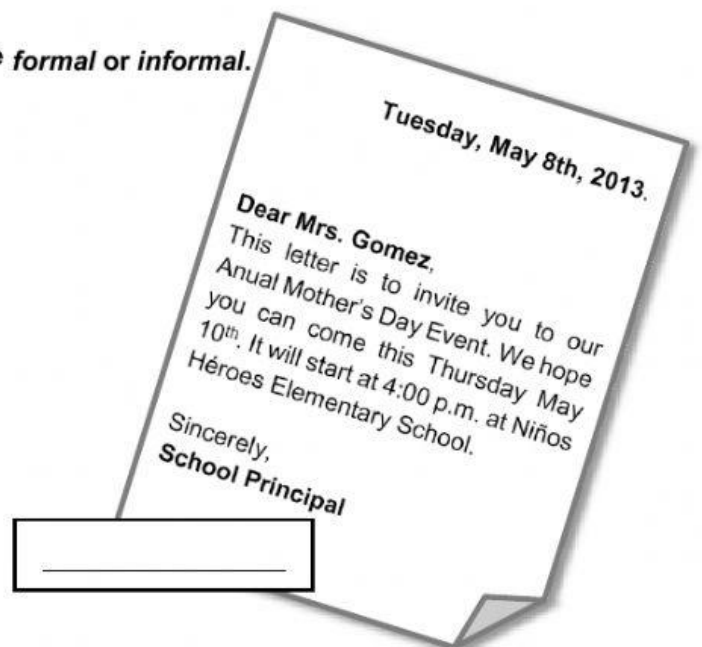 formal or informal.
Tuesday, May 8th, 2013.
Dear Mrs. Gomez,
This letter is to invite you to our
Anual Mother's Day Event. We hope
you can come this Thursday May
10th. It will start at 4:00 p.m. at Niños
Héroes Elementary School.
Sincerely,
School Principal